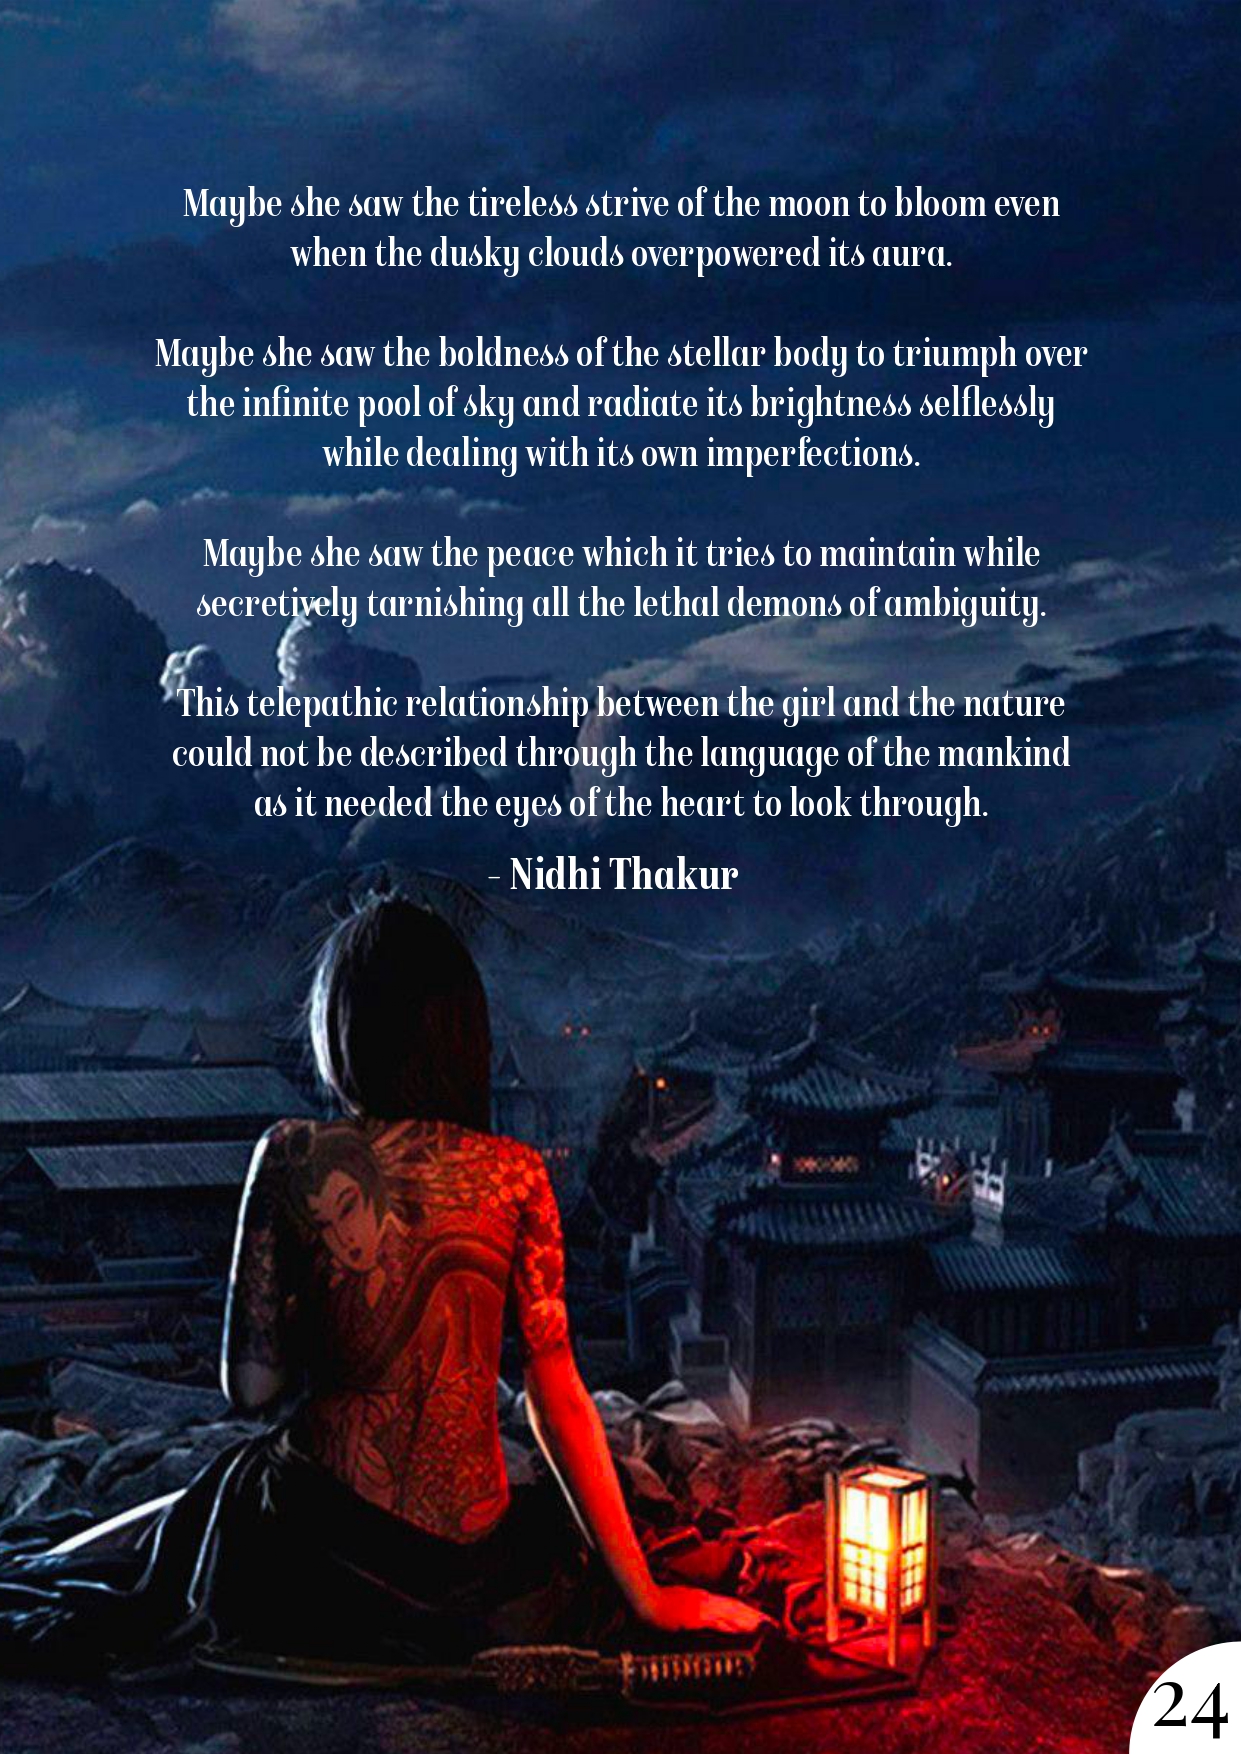 Maybe she saw the tireless strive of the moon to bloom even
when the dusky clouds overpowered its aura.
Maybe she saw the boldness of the stellar body to triumph over
the infinite pool of sky and radiate its brightness selflessly
while dealing with its own imperfections.
Maybe she saw the peace which it tries to maintain while
secretively tarnishing all the lethal demons of ambiguity.
This telepathic relationship between the girl and the nature
could not be described through the language of the mankind
as it needed the eyes of the heart to look through.
- Nidhi Thakur
24